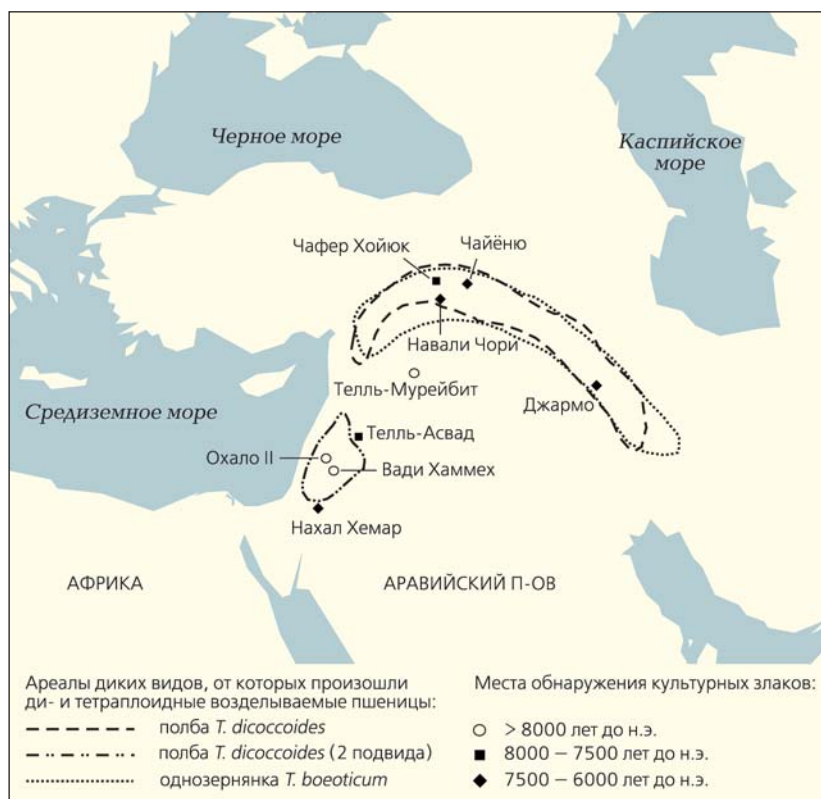 Черное море
Каспийское
море
Чафер Хойюк
Чайёню
Навали Чори
Телль-Мурейбит
Джармо
Средиземное море
Телль-Асвад
Охало II
Вади Хаммех
Нахал Хемар
АФРИКА
АРАВИЙСКИЙ П-ОВ
Ареалы диких видов, от которых произошли
ди- и тетраплоидные возделываемые пшеницы:
полба T. dicoccoides
полба T. dicoccoides (2 подвида)
однозернянка T. boeoticum
Места обнаружения культурных злаков:
> 8000 лет до н.э.
8000 – 7500 лет до н.э.
7500 – 6000 лет до н.э.